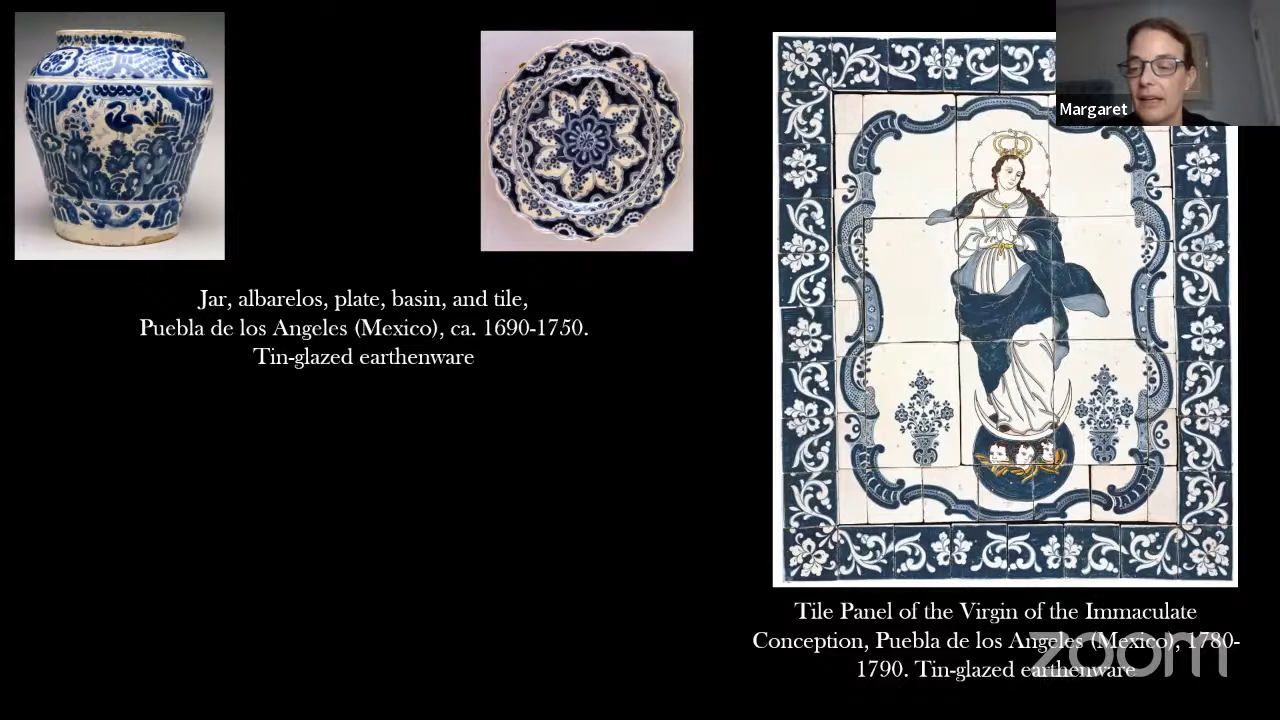 Margaret
Jar, albarelos, plate, basin, and tile,
Puebla de los Angeles (Mexico), ca. 1690-1750.
Tin-glazed earthenware
Tile Panel of the Virgin of the Immaculate
Conception, Puebla de los Angeles (Mexico), 1780-
1790. Tin-glazed earthenware
zoom